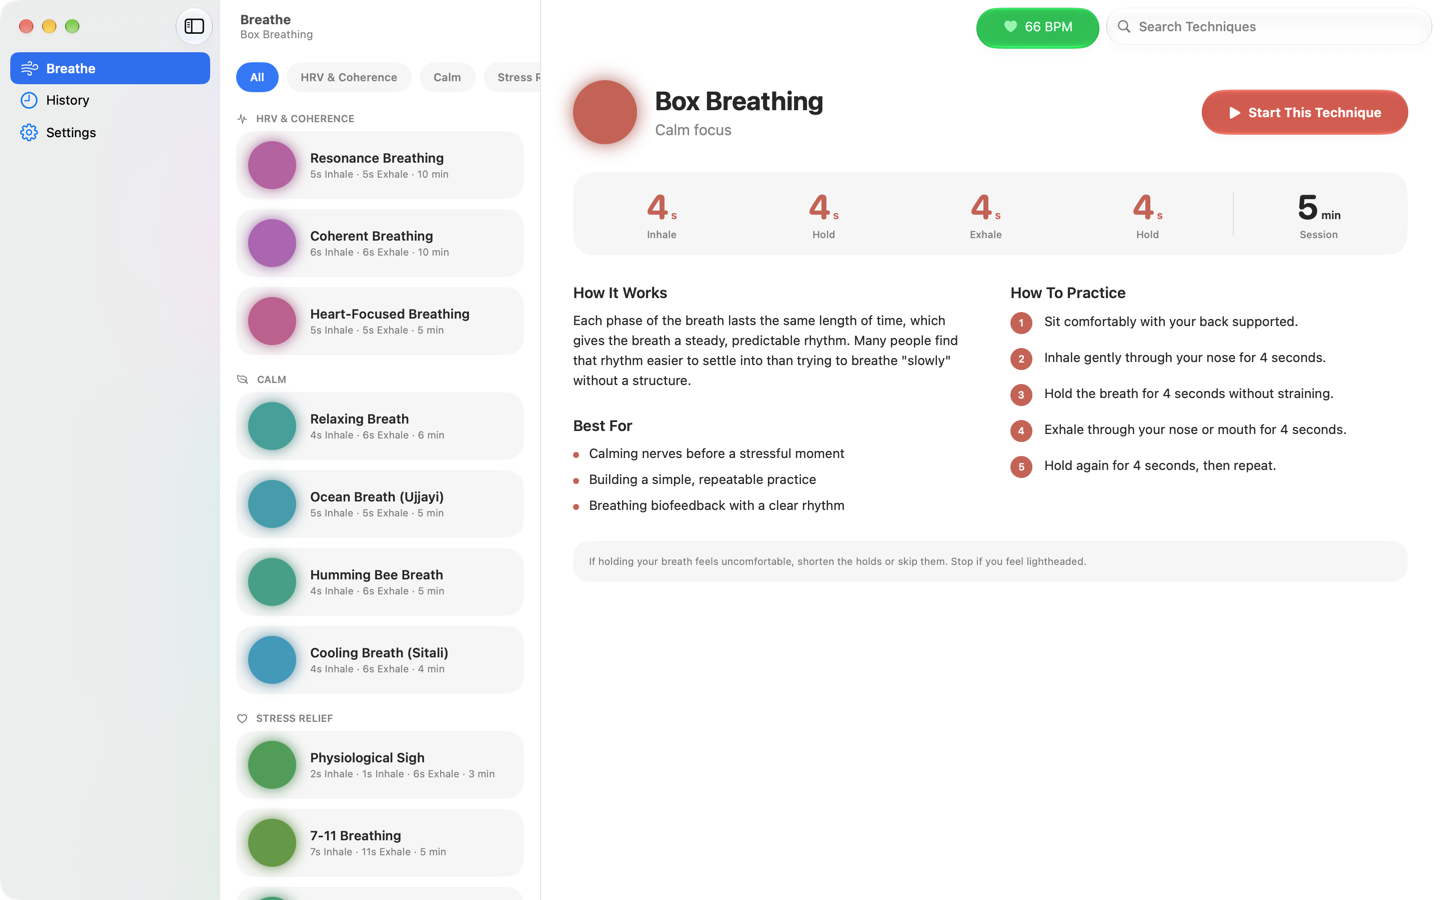 Breathe
History
Settings
Breathe
Box Breathing
All
HRV & Coherence
Calm
Stress R
HRV & COHERENCE
Resonance Breathing
5s Inhale · 5s Exhale · 10 min
Coherent Breathing
6s Inhale · 6s Exhale · 10 min
Heart-Focused Breathing
5s Inhale · 5s Exhale · 5 min
CALM
Relaxing Breath
4s Inhale · 6s Exhale · 6 min
Ocean Breath (Ujjayi)
5s Inhale · 5s Exhale · 5 min
Humming Bee Breath
4s Inhale · 6s Exhale · 5 min
Cooling Breath (Sitali)
4s Inhale · 6s Exhale · 4 min
STRESS RELIEF
Physiological Sigh
2s Inhale · 1s Inhale · 6s Exhale · 3 min
7-11 Breathing
7s Inhale · 11s Exhale · 5 min
66 BPM
Search Techniques
Box Breathing
Calm focus
Start This Technique
4 s
Inhale
4 s
Hold
4 s
Exhale
4 s
Hold
5 min
Session
How It Works
Each phase of the breath lasts the same length of time, which
gives the breath a steady, predictable rhythm. Many people find
that rhythm easier to settle into than trying to breathe "slowly"
without a structure.
Best For
Calming nerves before a stressful moment
Building a simple, repeatable practice
Breathing biofeedback with a clear rhythm
How To Practice
1 Sit comfortably with your back supported.
2 Inhale gently through your nose for 4 seconds.
3 Hold the breath for 4 seconds without straining.
4 Exhale through your nose or mouth for 4 seconds.
5 Hold again for 4 seconds, then repeat.
If holding your breath feels uncomfortable, shorten the holds or skip them. Stop if you feel lightheaded.